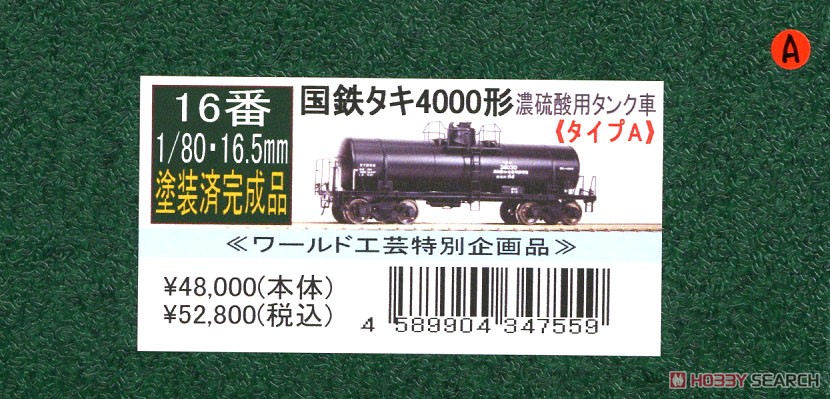 A
16番
1/80・16.5mm
塗装済完成品
国鉄タキ4000形 濃硫酸用タンク車
《タイプA》
≪ワールド工芸特別企画品≫
¥48,000(本体)
¥52,800(税込)
4 589904 347559
HOBBY SEARCH